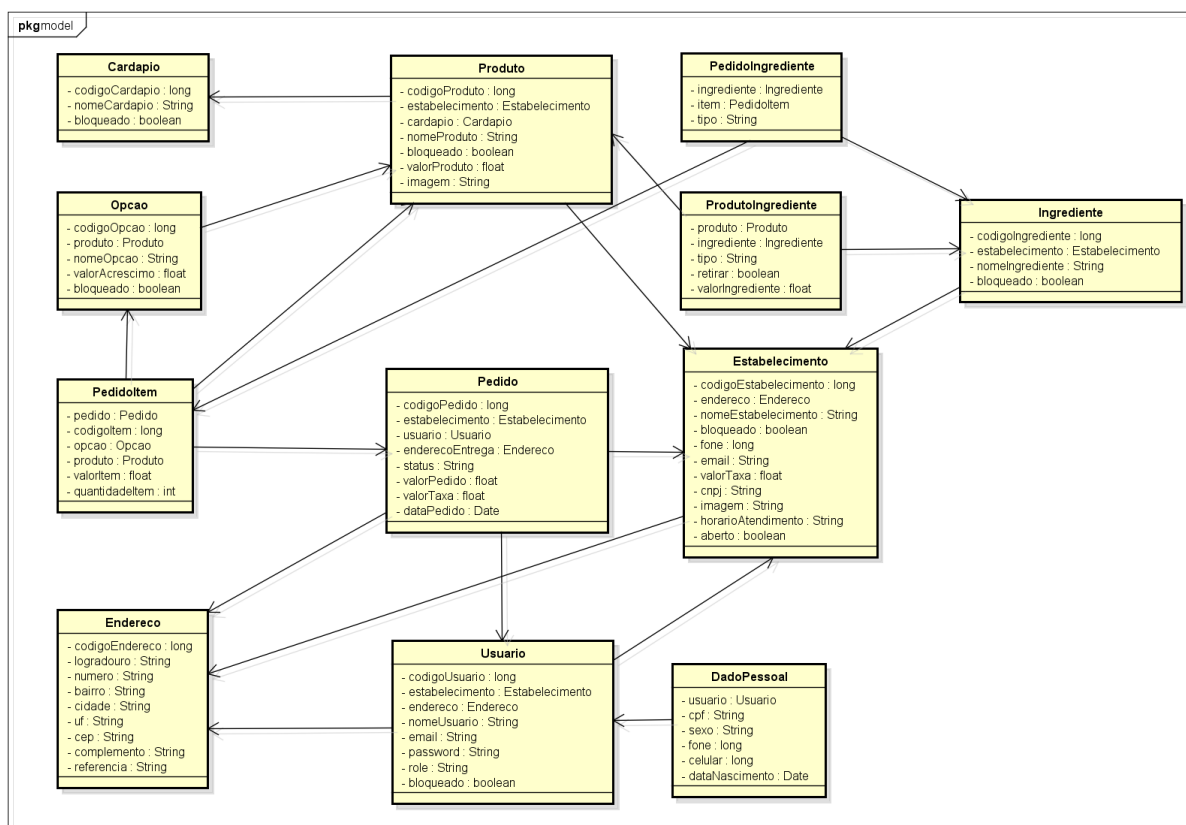 pkg model
Cardapio
- codigoCardapio : long
- nomeCardapio : String
- bloqueado : boolean
Produto
- codigoProduto : long
- estabelecimento : Estabelecimento
- cardapio : Cardapio
- nomeProduto : String
- bloqueado : boolean
- valorProduto : float
- imagem : String
PedidoIngrediente
- ingrediente : Ingrediente
- item : PedidoItem
- tipo : String
Opcao
- codigoOpcao : long
- produto : Produto
- nomeOpcao : String
- valorAcrescimo : float
- bloqueado : boolean
ProdutoIngrediente
- produto : Produto
- ingrediente : Ingrediente
- tipo : String
- retirar : boolean
- valorIngrediente : float
Ingrediente
- codigoIngrediente : long
- estabelecimento : Estabelecimento
- nomeIngrediente : String
- bloqueado : boolean
PedidoItem
- pedido : Pedido
- codigoItem : long
- opcao : Opcao
- produto : Produto
- valorItem : float
- quantidadeItem : int
Pedido
- codigoPedido : long
- estabelecimento : Estabelecimento
- usuario : Usuario
- enderecoEntrega : Endereco
- status : String
- valorPedido : float
- valorTaxa : float
- dataPedido : Date
Estabelecimento
- codigoEstabelecimento : long
- endereco : Endereco
- nomeEstabelecimento : String
- bloqueado : boolean
- fone : long
- email : String
- valorTaxa : float
- cnpj : String
- imagem : String
- horarioAtendimento : String
- aberto : boolean
Endereco
- codigoEndereco : long
- logradouro : String
- numero : String
- bairro : String
- cidade : String
- uf : String
- cep : String
- complemento : String
- referencia : String
Usuario
- codigoUsuario : long
- estabelecimento : Estabelecimento
- endereco : Endereco
- nomeUsuario : String
- email : String
- password : String
- role : String
- bloqueado : boolean
DadoPessoal
- usuario : Usuario
- cpf : String
- sexo : String
- fone : long
- celular : long
- dataNascimento : Date